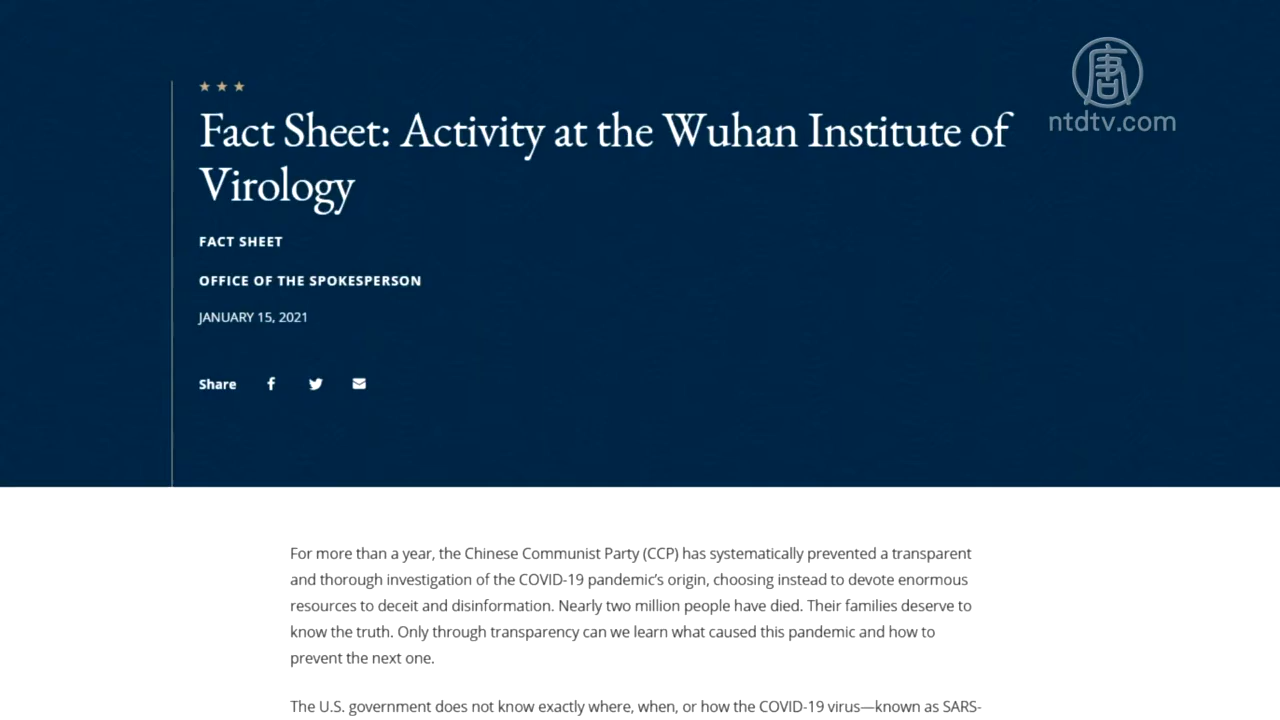 唐
ntdtv.com
Fact Sheet: Activity at the Wuhan Institute of
Virology
FACT SHEET
OFFICE OF THE SPOKESPERSON
JANUARY 15, 2021
Share
For more than a year, the Chinese Communist Party (CCP) has systematically prevented a transparent
and thorough investigation of the COVID-19 pandemic’s origin, choosing instead to devote enormous
resources to deceit and disinformation. Nearly two million people have died. Their families deserve to
know the truth. Only through transparency can we learn what caused this pandemic and how to
prevent the next one.
The U.S. government does not know exactly where, when, or how the COVID-19 virus—known as SARS-